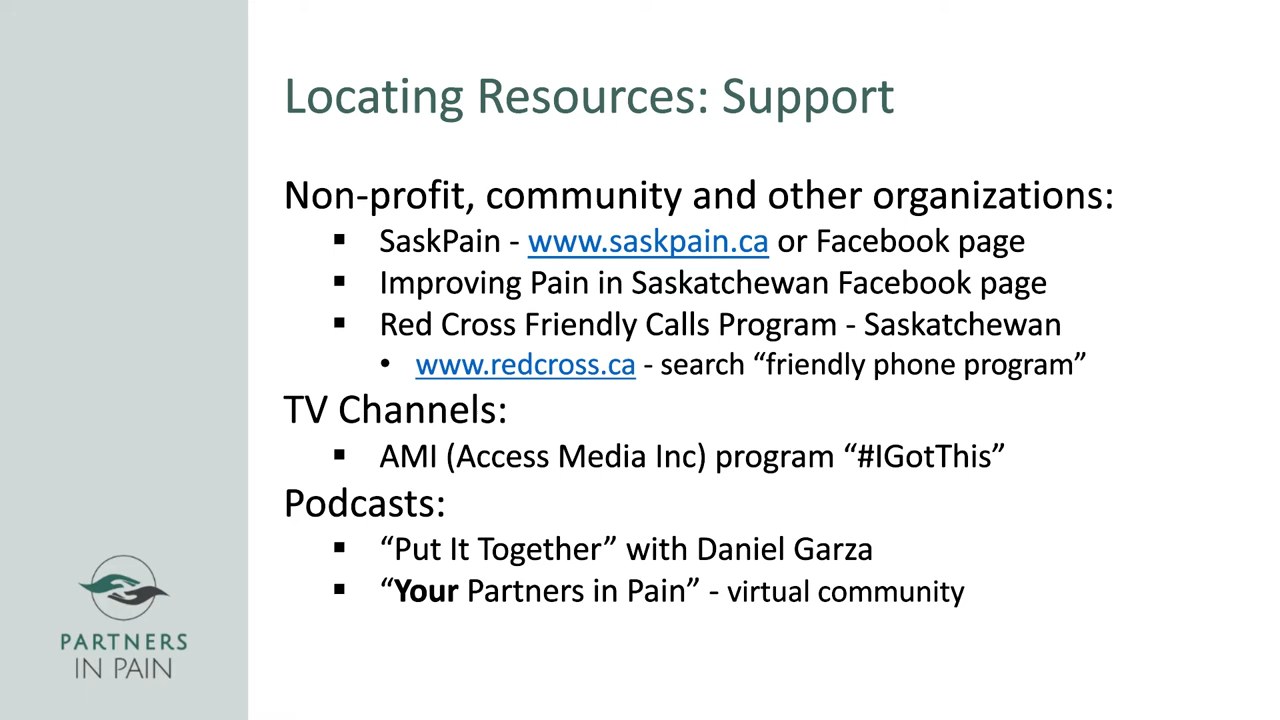 Locating Resources: Support
Non-profit, community and other organizations:
▪ SaskPain - www.saskpain.ca or Facebook page
▪ Improving Pain in Saskatchewan Facebook page
▪ Red Cross Friendly Calls Program - Saskatchewan
• www.redcross.ca - search “friendly phone program”
TV Channels:
▪ AMI (Access Media Inc) program “#IGotThis”
Podcasts:
▪ “Put It Together” with Daniel Garza
▪ “Your Partners in Pain” - virtual community
PARTNERS
IN PAIN